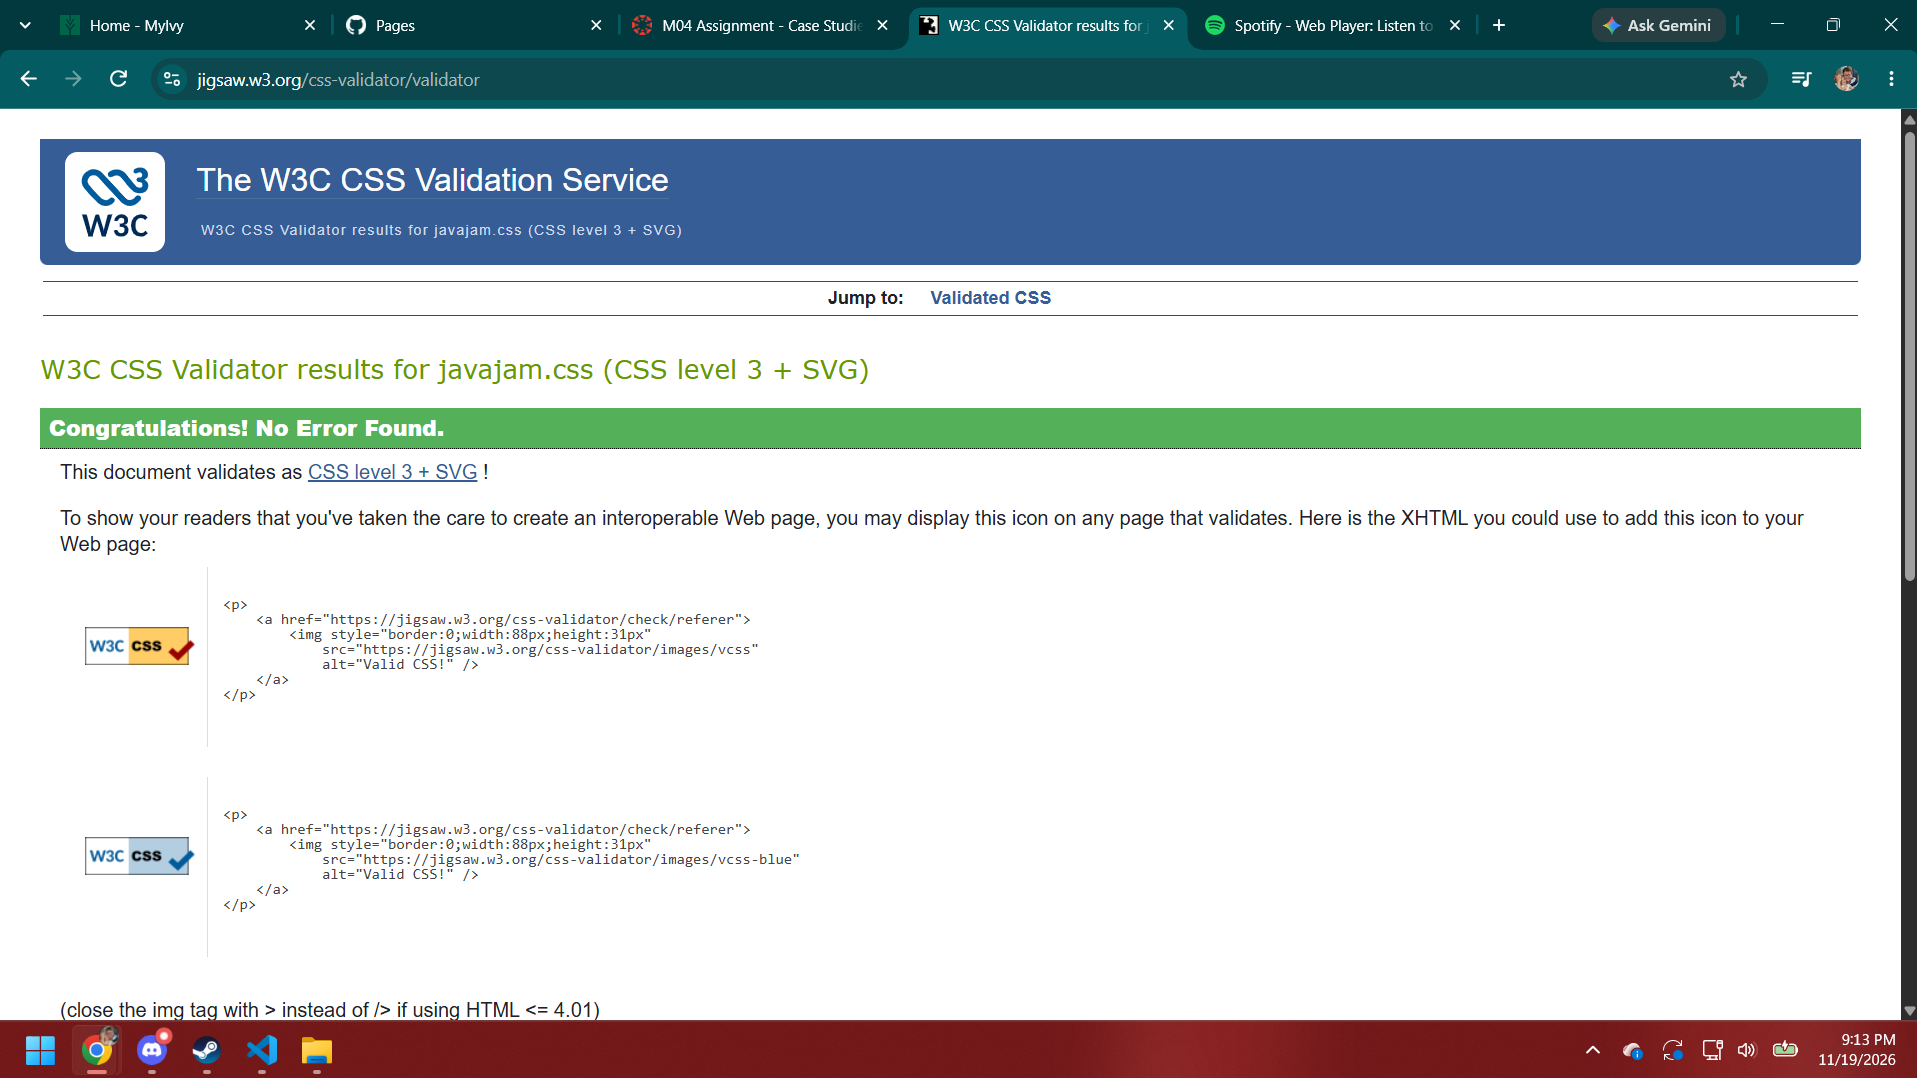 Home - MyIvy
Pages
M04 Assignment - Case Studie
W3C CSS Validator results for j
Spotify - Web Player: Listen to
Ask Gemini
jigsaw.w3.org/css-validator/validator
W3C
The W3C CSS Validation Service
W3C CSS Validator results for javajam.css (CSS level 3 + SVG)
Jump to: Validated CSS
W3C CSS Validator results for javajam.css (CSS level 3 + SVG)
Congratulations! No Error Found.
This document validates as CSS level 3 + SVG !
To show your readers that you've taken the care to create an interoperable Web page, you may display this icon on any page that validates. Here is the XHTML you could use to add this icon to your
Web page:
W3C css
<p>
<a href="https://jigsaw.w3.org/css-validator/check/referer">
<img style="border:0;width:88px;height:31px"
src="https://jigsaw.w3.org/css-validator/images/vcss"
alt="Valid CSS!" />
</a>
</p>
W3C css
<p>
<a href="https://jigsaw.w3.org/css-validator/check/referer">
<img style="border:0;width:88px;height:31px"
src="https://jigsaw.w3.org/css-validator/images/vcss-blue"
alt="Valid CSS!" />
</a>
</p>
(close the img tag with > instead of /> if using HTML <= 4.01)
9:13 PM
11/19/2026